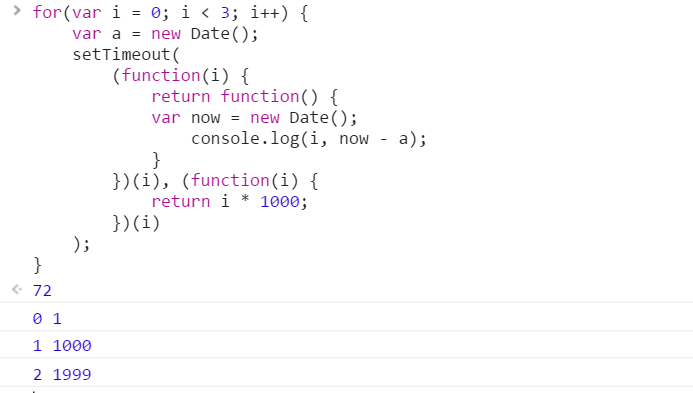 > for(var i = 0; i < 3; i++) {
    var a = new Date();
    setTimeout(
        (function(i) {
            return function() {
            var now = new Date();
                console.log(i, now - a);
            }
        })(i), (function(i) {
            return i * 1000;
        })(i)
    );
}
72
0 1
1 1000
2 1999